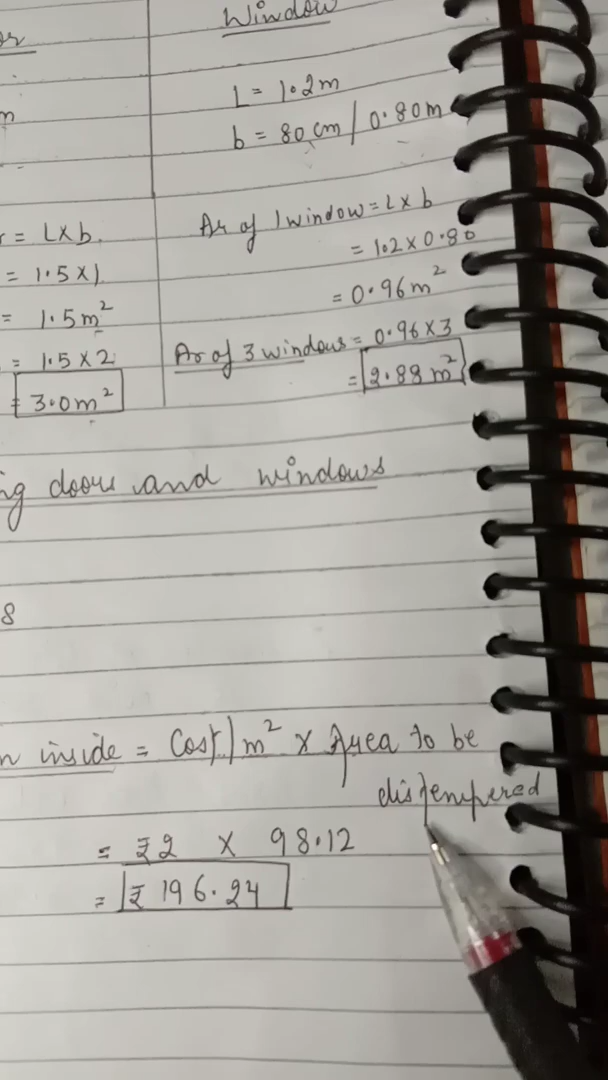 Window
L = 1.2m
b = 80 cm / 0.80 m
Ar of 1 window = L x b
= 1.2 x 0.80
= 0.96 m²
Ar of 3 windows = 0.96 x 3
= 2.88 m²
= L x b
= 1.5 x 1
= 1.5 m²
= 1.5 x 2
= 3.0 m²
doors and windows
8
inside = Cost / m² x Area to be
distempered
= ₹2 x 98.12
= ₹ 196.24